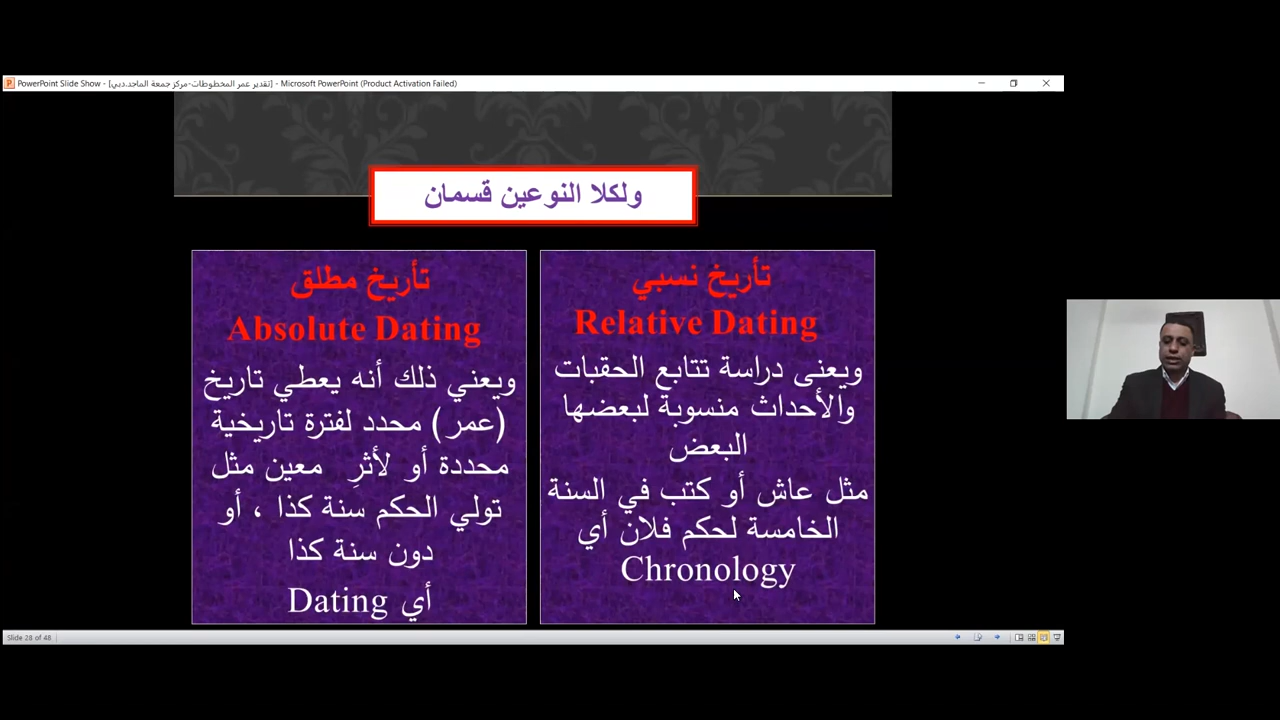 PowerPoint Slide Show - [تقدير عمر المخطوطات-مركز جمعة الماجد.دبي] - Microsoft PowerPoint (Product Activation Failed)
ولكلا النوعين قسمان
تأريخ نسبي
Relative Dating
ويعنى دراسة تتابع الحقبات
والأحداث منسوبة لبعضها
البعض
مثل عاش أو كتب في السنة
الخامسة لحكم فلان أي
Chronology
تأريخ مطلق
Absolute Dating
ويعني ذلك أنه يعطي تاريخ
(عمر) محدد لفترة تاريخية
محددة أو لأثرِ معين مثل
تولي الحكم سنة كذا ، أو
دون سنة كذا
أي Dating
Slide 28 of 48